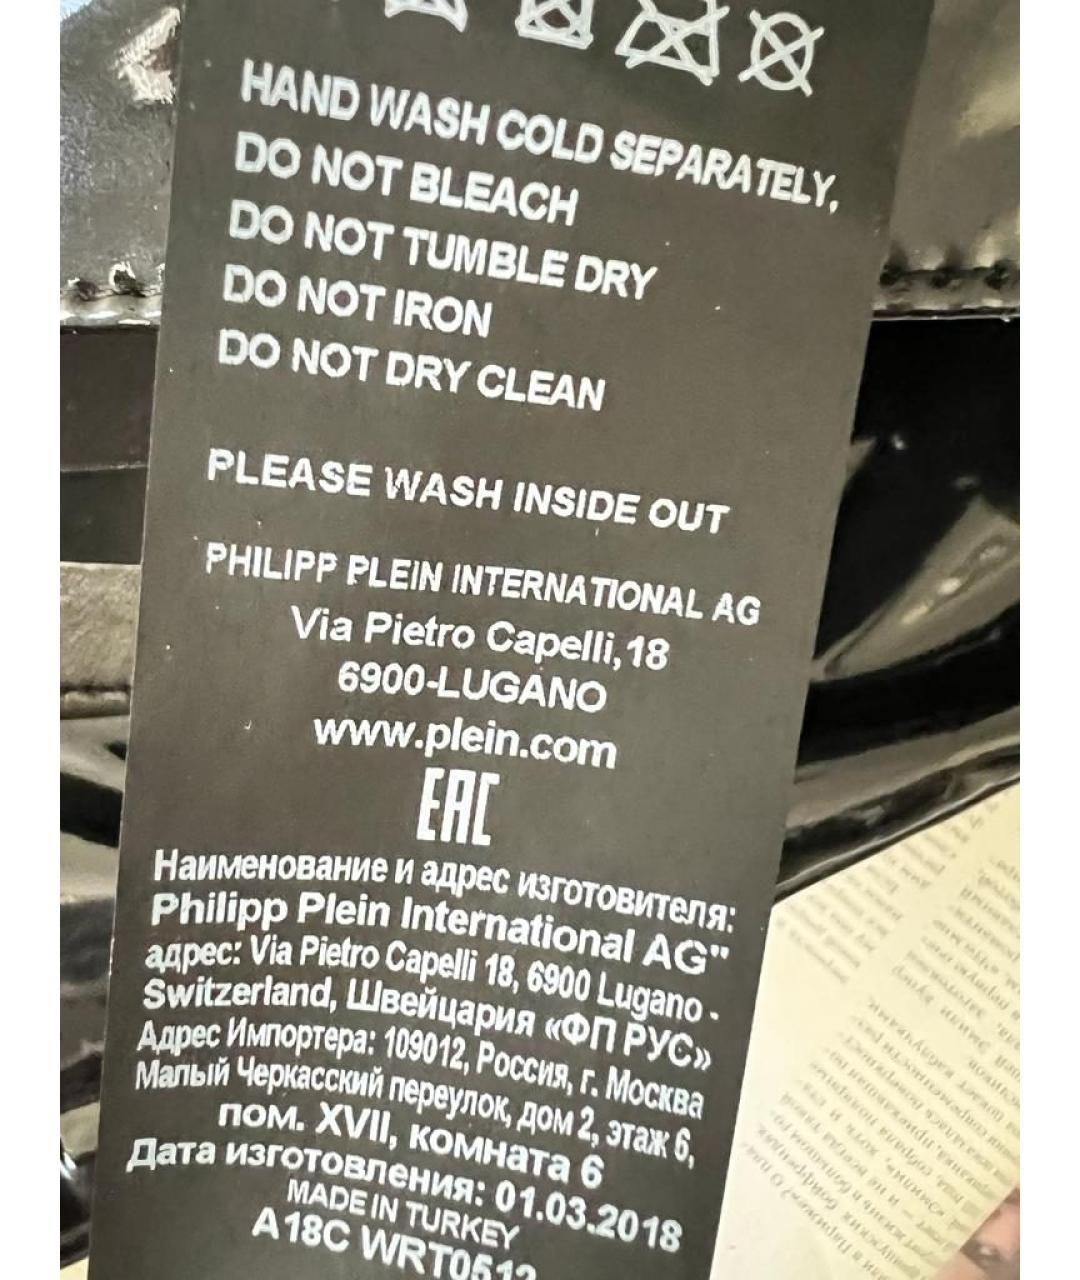 HAND WASH COLD SEPARATELY,
DO NOT BLEACH
DO NOT TUMBLE DRY
DO NOT IRON
DO NOT DRY CLEAN
PLEASE WASH INSIDE OUT
PHILIPP PLEIN INTERNATIONAL AG
Via Pietro Capelli,18
6900-LUGANO
www.plein.com
EAC
Наименование и адрес изготовителя:
Philipp Plein International AG"
адрес: Via Pietro Capelli 18, 6900 Lugano -
Switzerland, Швейцария «ФП РУС»
Адрес Импортера: 109012, Россия, г. Москва
Малый Черкасский переулок, дом 2, этаж 6,
пом. XVII, комната 6
Дата изготовления: 01.03.2018
MADE IN TURKEY
A18C WRT0512